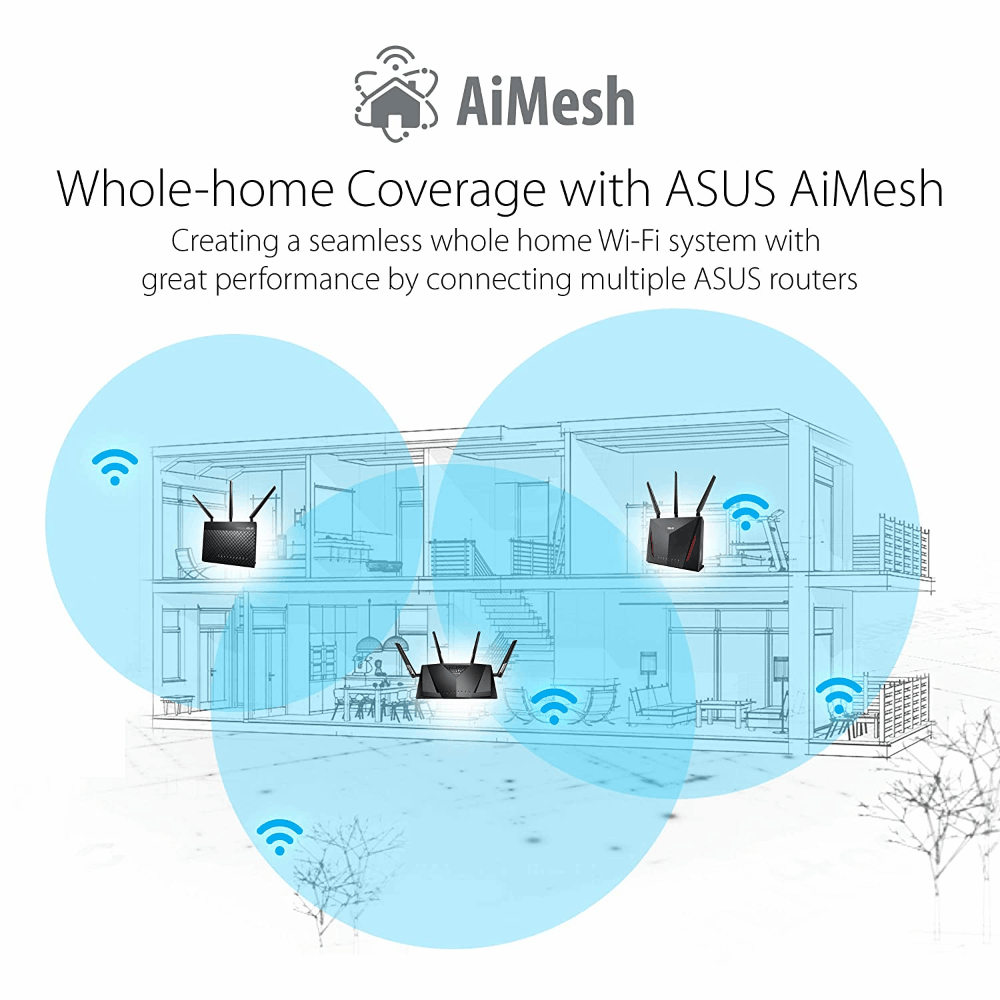 AiMesh
Whole-home Coverage with ASUS AiMesh
Creating a seamless whole home Wi-Fi system with
great performance by connecting multiple ASUS routers